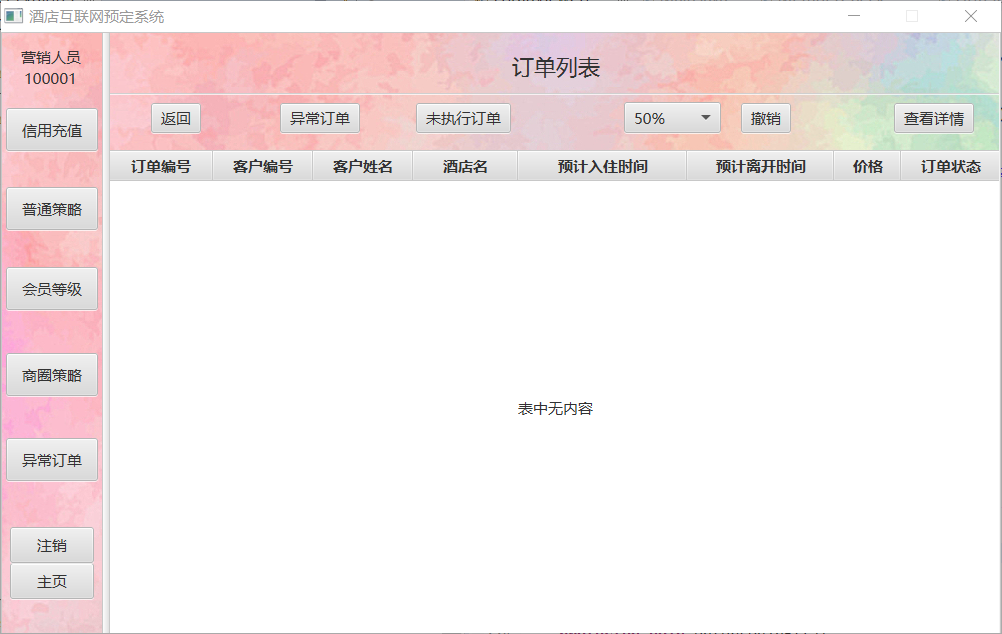 酒店互联网预定系统
营销人员
100001
信用充值
普通策略
会员等级
商圈策略
异常订单
注销
主页
订单列表
返回 异常订单 未执行订单 50% 撤销 查看详情
订单编号 客户编号 客户姓名 酒店名 预计入住时间 预计离开时间 价格 订单状态
表中无内容